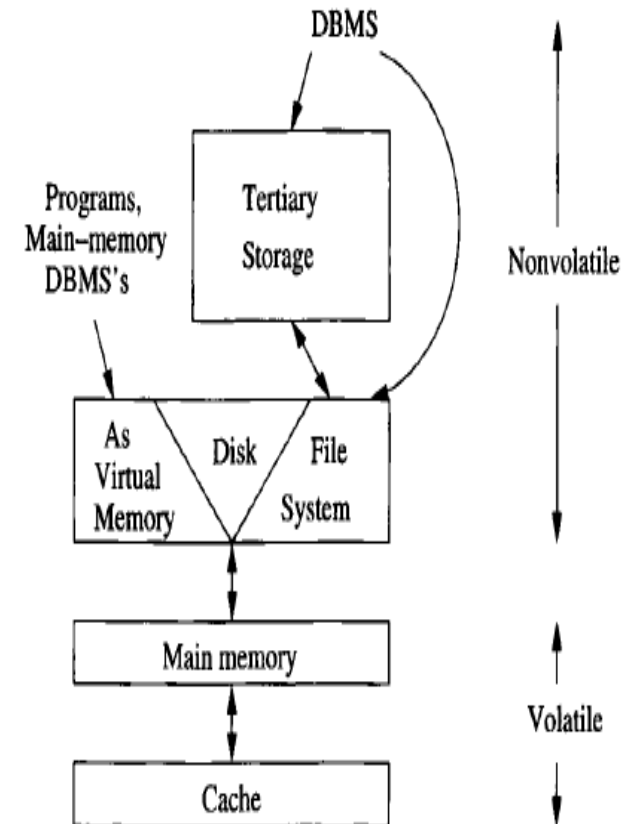 DBMS
Programs,
Main–memory
DBMS's
Tertiary
Storage
Nonvolatile
As
Virtual
Memory
Disk
File
System
Main memory
Volatile
Cache